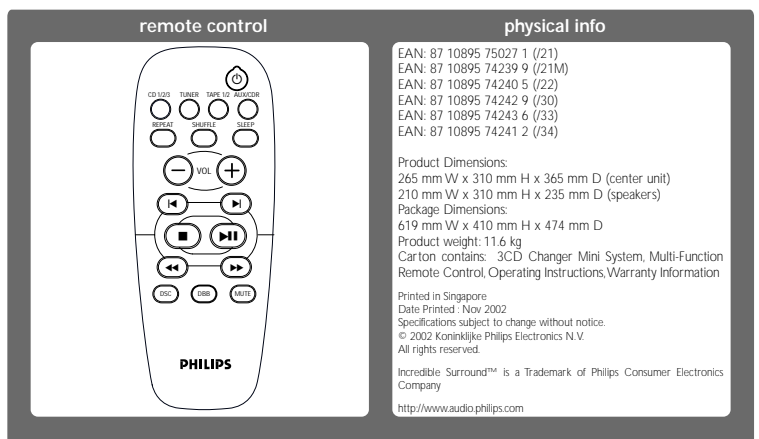 remote control
CD 1/2/3 TUNER TAPE 1/2 AUX/CDR
REPEAT SHUFFLE SLEEP
VOL
DSC DBB MUTE
PHILIPS
physical info
EAN: 87 10895 75027 1 (/21)
EAN: 87 10895 74239 9 (/21M)
EAN: 87 10895 74240 5 (/22)
EAN: 87 10895 74242 9 (/30)
EAN: 87 10895 74243 6 (/33)
EAN: 87 10895 74241 2 (/34)
Product Dimensions:
265 mm W x 310 mm H x 365 mm D (center unit)
210 mm W x 310 mm H x 235 mm D (speakers)
Package Dimensions:
619 mm W x 410 mm H x 474 mm D
Product weight: 11.6 kg
Carton contains: 3CD Changer Mini System, Multi-Function
Remote Control, Operating Instructions, Warranty Information
Printed in Singapore
Date Printed : Nov 2002
Specifications subject to change without notice.
© 2002 Koninklijke Philips Electronics N.V.
All rights reserved.
Incredible Surround™ is a Trademark of Philips Consumer Electronics
Company
http://www.audio.philips.com